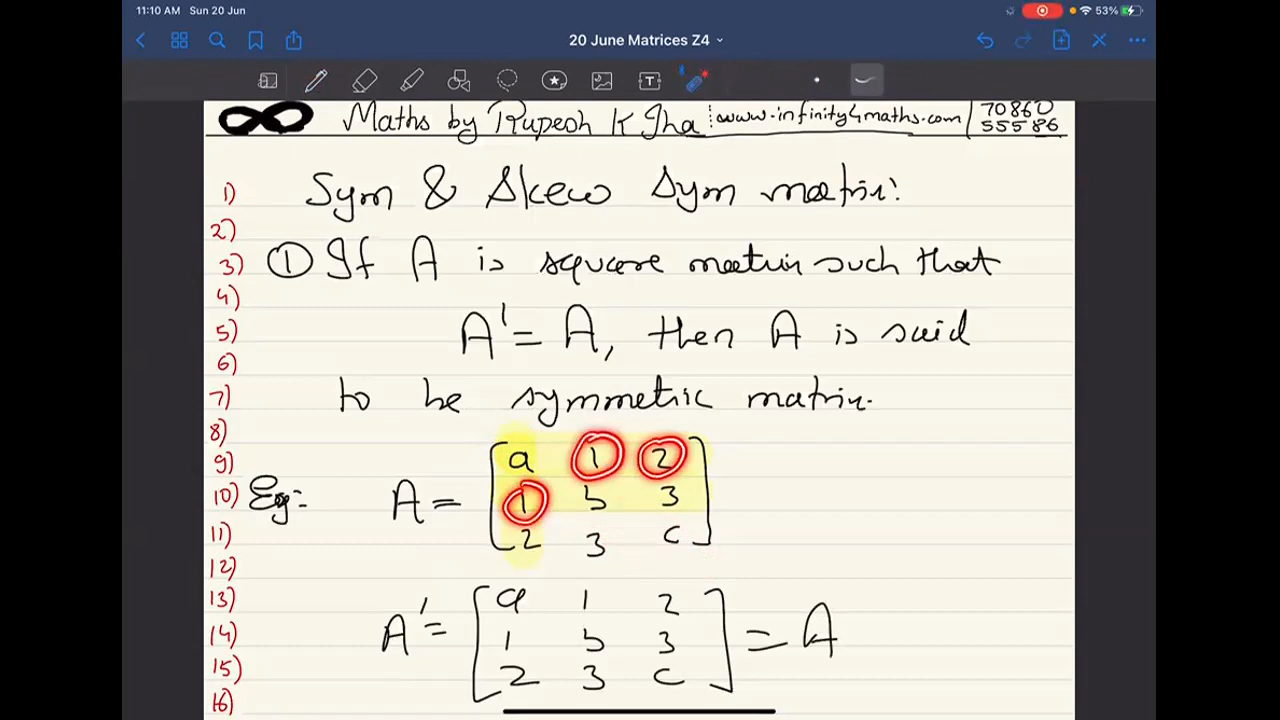 11:10 AM Sun 20 Jun
53%
20 June Matrices Z4
Maths by Rupesh K Jha www.infinity4maths.com 70860
55586
1) Sym & Skew Sym matrix:
2)
3) ① If A is square matrix such that
4)
5) A' = A, then A is said
6)
7) to be symmetric matrix.
8)
9) a 1 2
10) Eg:- A = 1 b 3
11) 2 3 c
12)
13) a 1 2
14) A' = 1 b 3 = A
15) 2 3 c
16)